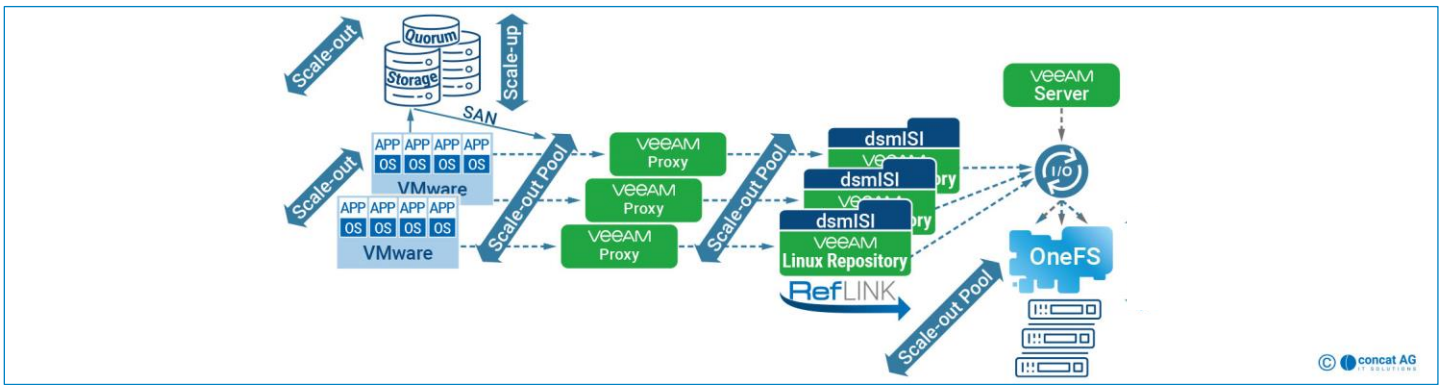 Scale-out
Quorum
Storage
Scale-up
SAN
Scale-out
APP APP APP APP
OS OS OS OS
VMware
APP APP APP APP
OS OS OS OS
VMware
Scale-out Pool
veeAM
Proxy
veeAM
Proxy
veeAM
Proxy
Scale-out Pool
dsmISI
dsmISI
dsmISI
veeAM
Linux Repository
RefLINK
veeAM
Server
I/O
OneFS
Scale-out Pool
© concat AG
IT SOLUTIONS